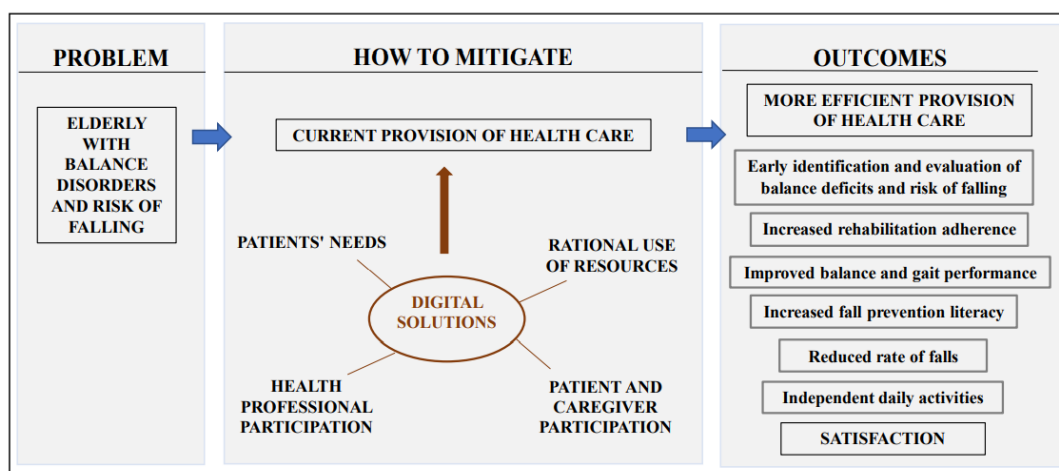 PROBLEM
ELDERLY
WITH
BALANCE
DISORDERS
AND RISK OF
FALLING
HOW TO MITIGATE
CURRENT PROVISION OF HEALTH CARE
PATIENTS' NEEDS
RATIONAL USE
OF RESOURCES
DIGITAL
SOLUTIONS
HEALTH
PROFESSIONAL
PARTICIPATION
PATIENT AND
CAREGIVER
PARTICIPATION
OUTCOMES
MORE EFFICIENT PROVISION
OF HEALTH CARE
Early identification and evaluation of
balance deficits and risk of falling
Increased rehabilitation adherence
Improved balance and gait performance
Increased fall prevention literacy
Reduced rate of falls
Independent daily activities
SATISFACTION